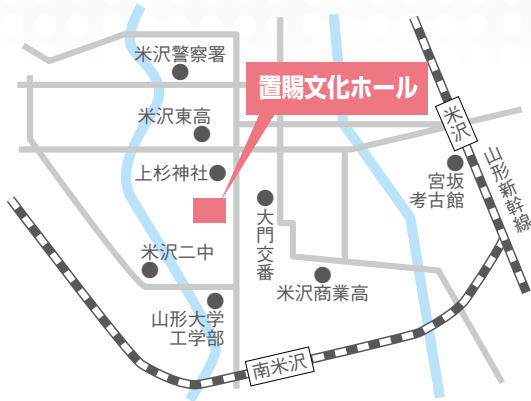 米沢警察署
置賜文化ホール
米沢東高
米沢
上杉神社
宮坂
考古館
山形新幹線
大門交番
米沢二中
米沢商業高
山形大学
工学部
南米沢